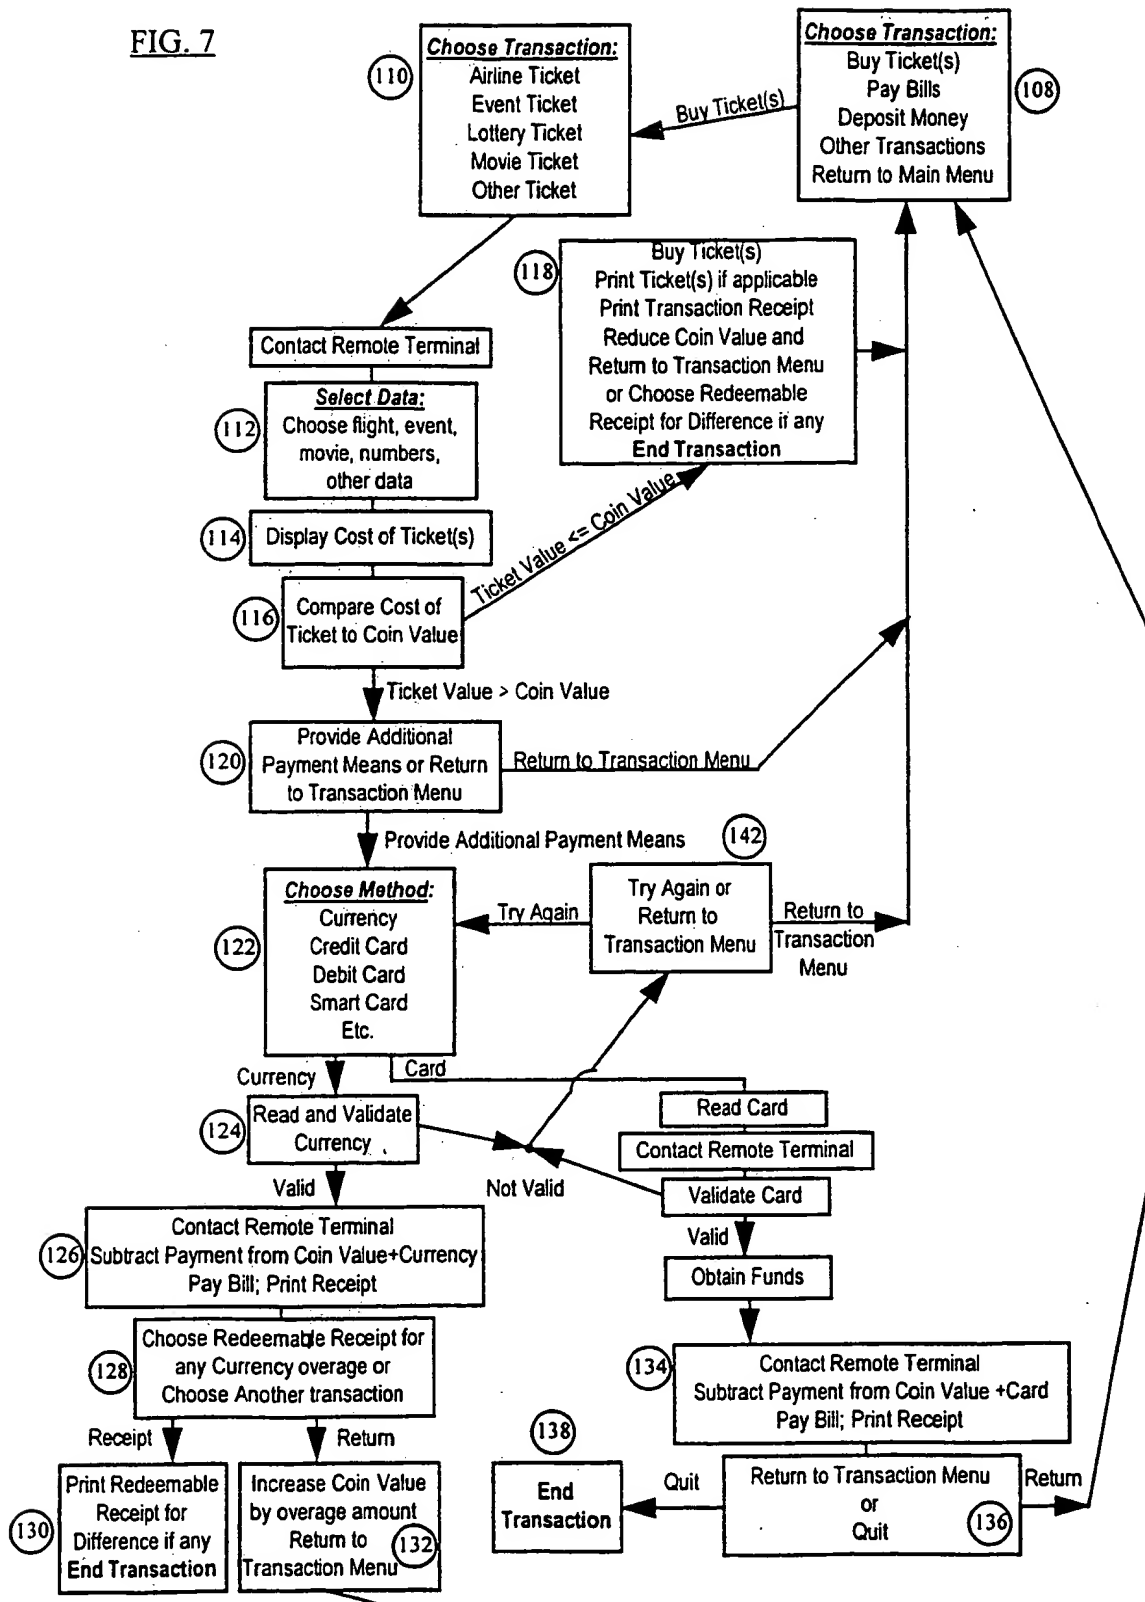 FIG. 7
Choose Transaction:
Airline Ticket
Event Ticket
Lottery Ticket
Movie Ticket
Other Ticket
110
Buy Ticket(s)
Choose Transaction:
Buy Ticket(s)
Pay Bills
Deposit Money
Other Transactions
Return to Main Menu
108
118
Buy Ticket(s)
Print Ticket(s) if applicable
Print Transaction Receipt
Reduce Coin Value and
Return to Transaction Menu
or Choose Redeemable
Receipt for Difference if any
End Transaction
Contact Remote Terminal
112
Select Data:
Choose flight, event,
movie, numbers,
other data
114
Display Cost of Ticket(s)
116
Compare Cost of
Ticket to Coin Value
Ticket Value <= Coin Value
Ticket Value > Coin Value
120
Provide Additional
Payment Means or Return
to Transaction Menu
Return to Transaction Menu
Provide Additional Payment Means
142
Try Again or
Return to
Transaction Menu
Try Again
Return to
Transaction
Menu
122
Choose Method:
Currency
Credit Card
Debit Card
Smart Card
Etc.
Currency
Card
124
Read and Validate
Currency
Read Card
Contact Remote Terminal
Validate Card
Valid
Not Valid
Valid
Obtain Funds
126
Contact Remote Terminal
Subtract Payment from Coin Value+Currency
Pay Bill; Print Receipt
128
Choose Redeemable Receipt for
any Currency overage or
Choose Another transaction
134
Contact Remote Terminal
Subtract Payment from Coin Value +Card
Pay Bill; Print Receipt
Receipt
Return
130
Print Redeemable
Receipt for
Difference if any
End Transaction
Increase Coin Value
by overage amount
Return to
Transaction Menu
132
138
End
Transaction
Quit
Return to Transaction Menu
or
Quit
136
Return